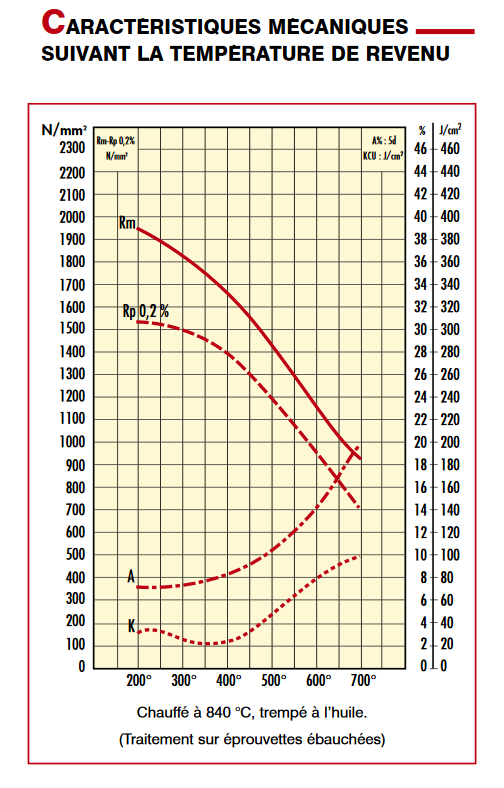 CARACTÉRISTIQUES MÉCANIQUES
SUIVANT LA TEMPÉRATURE DE REVENU
N/mm² % J/cm²
Rm-Rp 0,2% A% : 5d
N/mm² KCU : J/cm²
2300 46 460
2200 44 440
2100 42 420
2000 40 400
1900 38 380
1800 36 360
1700 34 340
1600 32 320
1500 30 300
1400 28 280
1300 26 260
1200 24 240
1100 22 220
1000 20 200
900 18 180
800 16 160
700 14 140
600 12 120
500 10 100
400 8 80
300 6 60
200 4 40
100 2 20
0 0 0
Rm
Rp 0,2 %
A
K
200° 300° 400° 500° 600° 700°
Chauffé à 840 °C, trempé à l'huile.
(Traitement sur éprouvettes ébauchées)